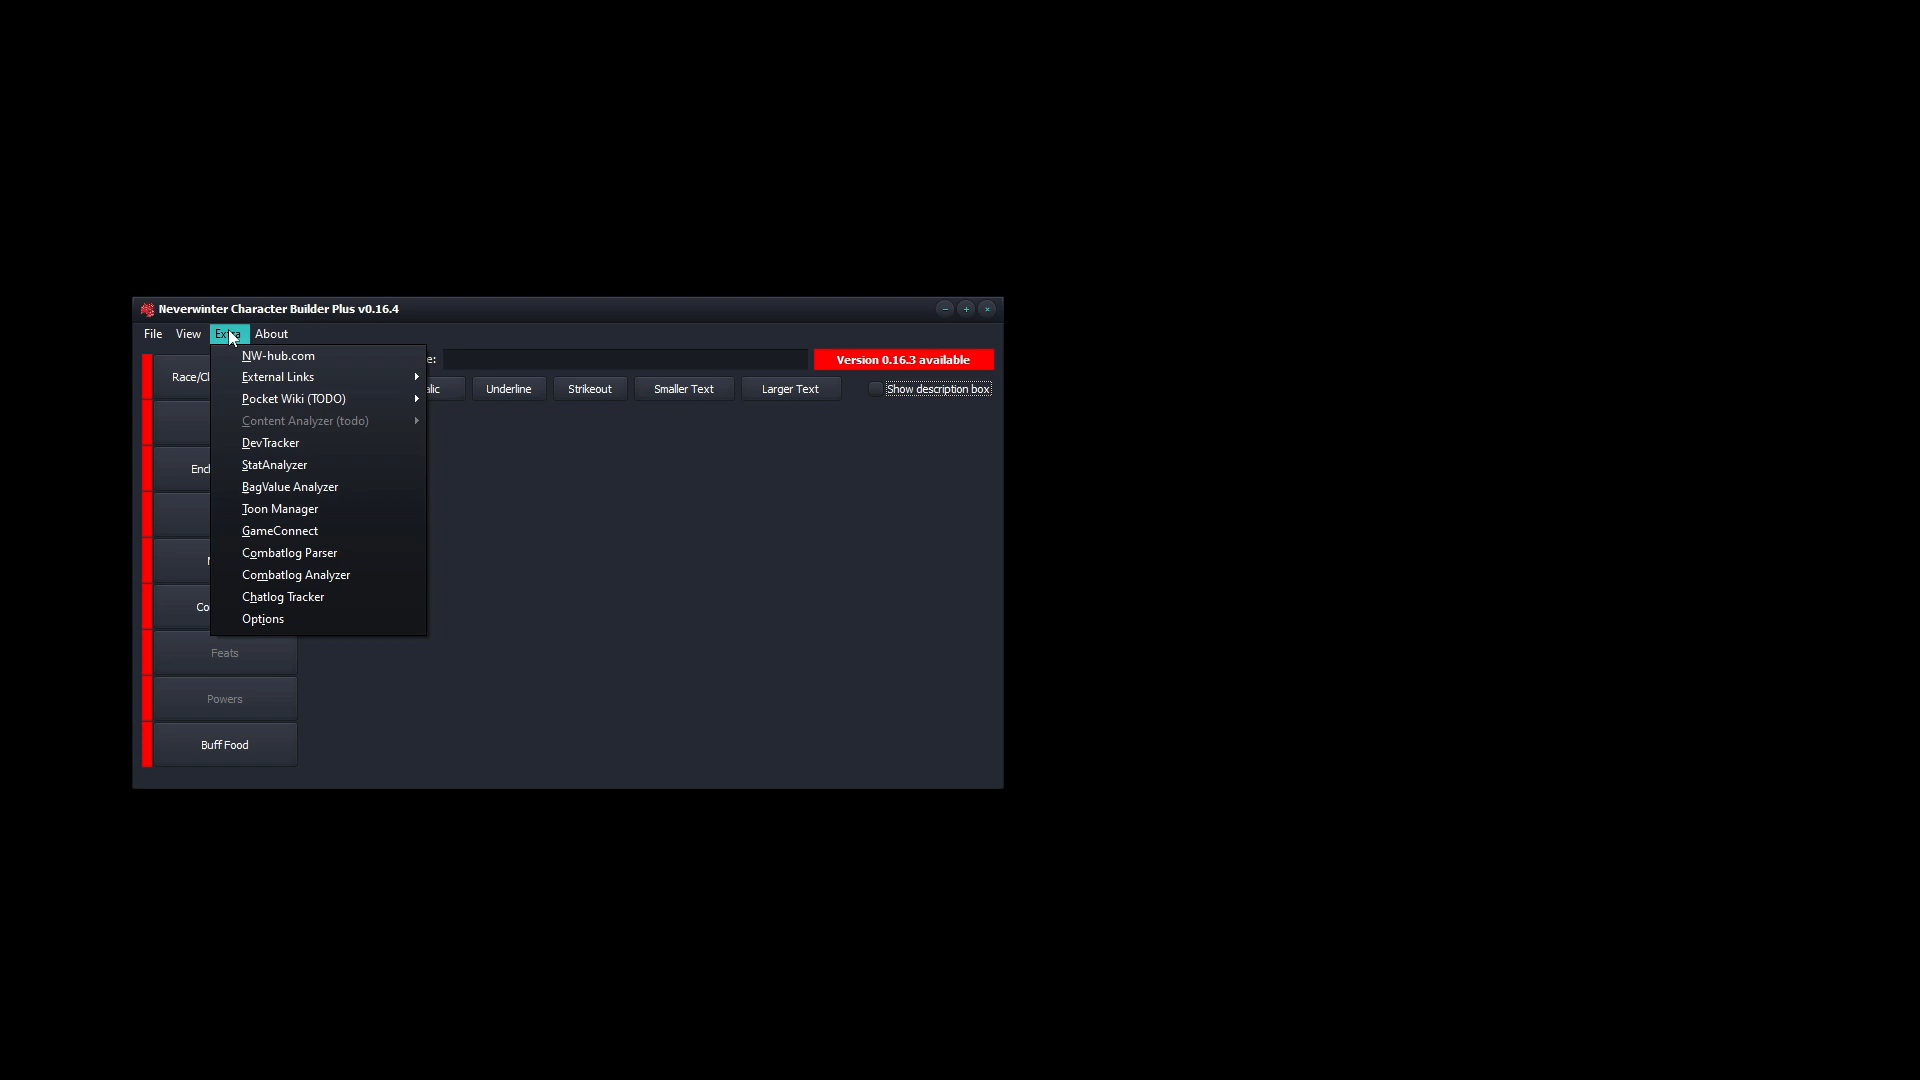 Neverwinter Character Builder Plus v0.16.4
File View Extra About
NW-hub.com
External Links
Pocket Wiki (TODO)
Content Analyzer (todo)
DevTracker
StatAnalyzer
BagValue Analyzer
Toon Manager
GameConnect
Combatlog Parser
Combatlog Analyzer
Chatlog Tracker
Options
Version 0.16.3 available
Underline Strikeout Smaller Text Larger Text Show description box
Feats
Powers
Buff Food